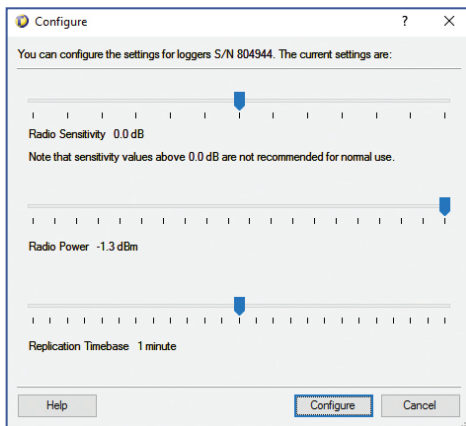 Configure
?
You can configure the settings for loggers S/N 804944. The current settings are:
Radio Sensitivity 0.0 dB
Note that sensitivity values above 0.0 dB are not recommended for normal use.
Radio Power -1.3 dBm
Replication Timebase 1 minute
Help
Configure
Cancel